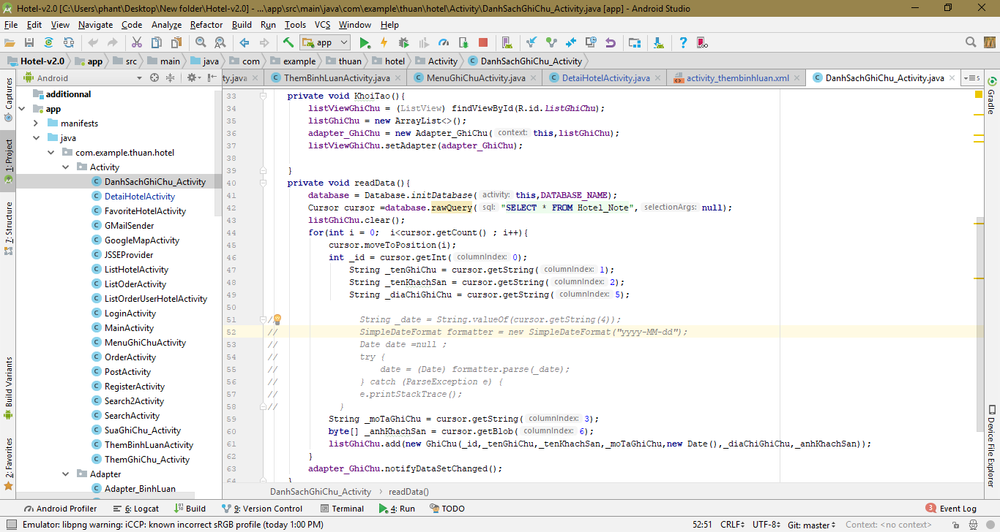 Hotel-v2.0 [C:\Users\phant\Desktop\New folder\Hotel-v2.0] - ...\app\src\main\java\com\example\thuan\hotel\Activity\DanhSachGhiChu_Activity.java [app] - Android Studio
File Edit View Navigate Code Analyze Refactor Build Run Tools VCS Window Help
app
Hotel-v2.0 app src main java com example thuan hotel Activity DanhSachGhiChu_Activity
Android
ty.java ThemBinhLuanActivity.java MenuGhiChuActivity.java DetaiHotelActivity.java activity_thembinhluan.xml DanhSachGhiChu_Activity.java 5
Captures
1: Project
7: Structure
Build Variants
2: Favorites
additionnal
app
manifests
java
com.example.thuan.hotel
Activity
DanhSachGhiChu_Activity
DetaiHotelActivity
FavoriteHotelActivity
GMailSender
GoogleMapActivity
JSSEProvider
ListHotelActivity
ListOderActivity
ListOrderUserHotelActivity
LoginActivity
MainActivity
MenuGhiChuActivity
OrderActivity
PostActivity
RegisterActivity
Search2Activity
SearchActivity
SuaGhiChu_Activity
ThemBinhLuanActivity
ThemGhiChu_Activity
Adapter
Adapter_BinhLuan
33 private void KhoiTao(){
34 listViewGhiChu = (ListView) findViewById(R.id.listGhiChu);
35 listGhiChu = new ArrayList<>();
36 adapter_GhiChu = new Adapter_GhiChu( context: this,listGhiChu);
37 listViewGhiChu.setAdapter(adapter_GhiChu);
38
39 }
40 private void readData(){
41 database = Database.initDatabase( activity: this,DATABASE_NAME);
42 Cursor cursor =database.rawQuery( sql: "SELECT * FROM Hotel_Note", selectionArgs: null);
43 listGhiChu.clear();
44 for(int i = 0; i<cursor.getCount() ; i++){
45 cursor.moveToPosition(i);
46 int _id = cursor.getInt( columnIndex: 0);
47 String _tenGhiChu = cursor.getString( columnIndex: 1);
48 String _tenKhachSan = cursor.getString( columnIndex: 2);
49 String _diaChiGhiChu = cursor.getString( columnIndex: 5);
50
51 / String _date = String.valueOf(cursor.getString(4));
52 // SimpleDateFormat formatter = new SimpleDateFormat("yyyy-MM-dd");
53 // Date date =null ;
54 // try {
55 // date = (Date) formatter.parse(_date);
56 // } catch (ParseException e) {
57 // e.printStackTrace();
58 // }
59 String _moTaGhiChu = cursor.getString( columnIndex: 3);
60 byte[] _anhKhachSan = cursor.getBlob( columnIndex: 6);
61 listGhiChu.add(new GhiChu(_id,_tenGhiChu,_tenKhachSan,_moTaGhiChu,new Date(),_diaChiGhiChu,_anhKhachSan));
62 }
63 adapter_GhiChu.notifyDataSetChanged();
64 }
Gradle
Device File Explorer
DanhSachGhiChu_Activity readData()
Android Profiler 6: Logcat Build 9: Version Control Terminal 4: Run TODO 3 Event Log
Emulator: libpng warning: iCCP: known incorrect sRGB profile (today 1:00 PM) 52:51 CRLF UTF-8 Git: master Context: <no context>